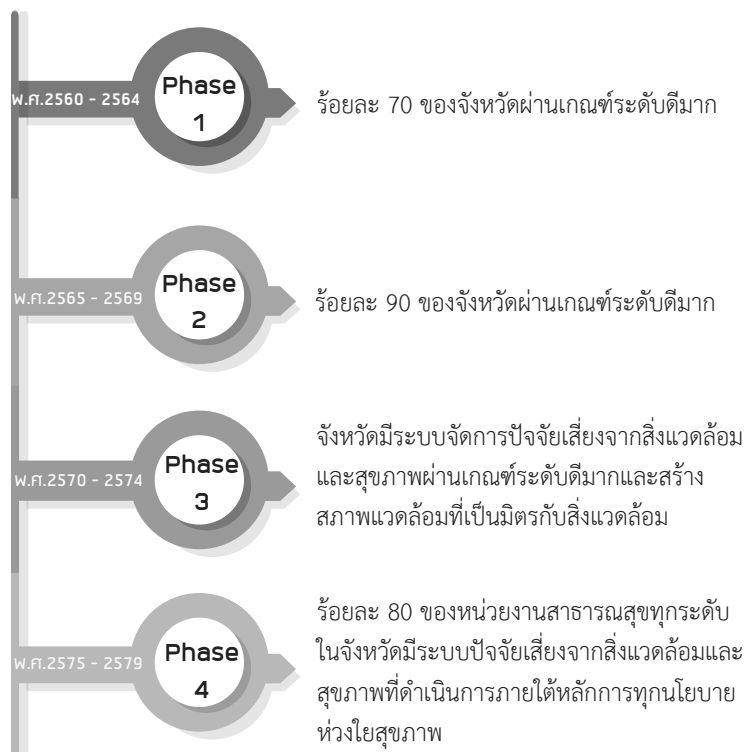 พ.ศ.2560 - 2564
Phase
1
ร้อยละ 70 ของจังหวัดผ่านเกณฑ์ระดับดีมาก
พ.ศ.2565 - 2569
Phase
2
ร้อยละ 90 ของจังหวัดผ่านเกณฑ์ระดับดีมาก
พ.ศ.2570 - 2574
Phase
3
จังหวัดมีระบบจัดการปัจจัยเสี่ยงจากสิ่งแวดล้อม
และสุขภาพผ่านเกณฑ์ระดับดีมากและสร้าง
สภาพแวดล้อมที่เป็นมิตรกับสิ่งแวดล้อม
พ.ศ.2575 - 2579
Phase
4
ร้อยละ 80 ของหน่วยงานสาธารณสุขทุกระดับ
ในจังหวัดมีระบบปัจจัยเสี่ยงจากสิ่งแวดล้อมและ
สุขภาพที่ดำเนินการภายใต้หลักการทุกนโยบาย
ห่วงใยสุขภาพ